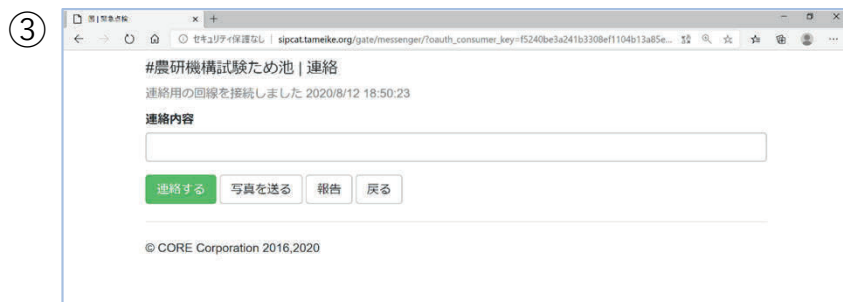 ③
国 | 緊急点検
セキュリティ保護なし | sipcat.tameike.org/gate/messenger/?oauth_consumer_key=f5240be3a241b3308ef1104b13a85e...
#農研機構試験ため池 | 連絡
連絡用の回線を接続しました 2020/8/12 18:50:23
連絡内容
連絡する 写真を送る 報告 戻る
© CORE Corporation 2016,2020